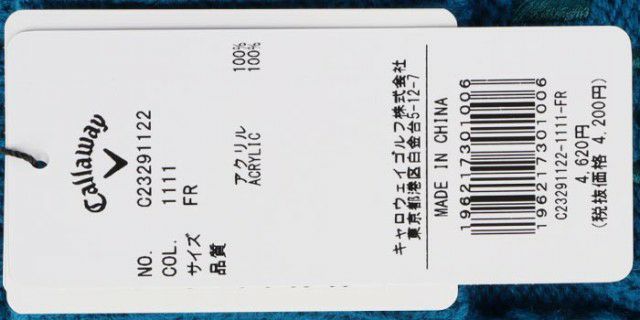 Callaway
NO. C23291122
COL. 1111
サイズ FR
品質
アクリル 100%
ACRYLIC 100%
キャロウェイゴルフ株式会社
東京都港区白金台5-12-7
MADE IN CHINA
196217301006
196217301006
C23291122-1111-FR
4,620円
(税抜価格 4,200円)